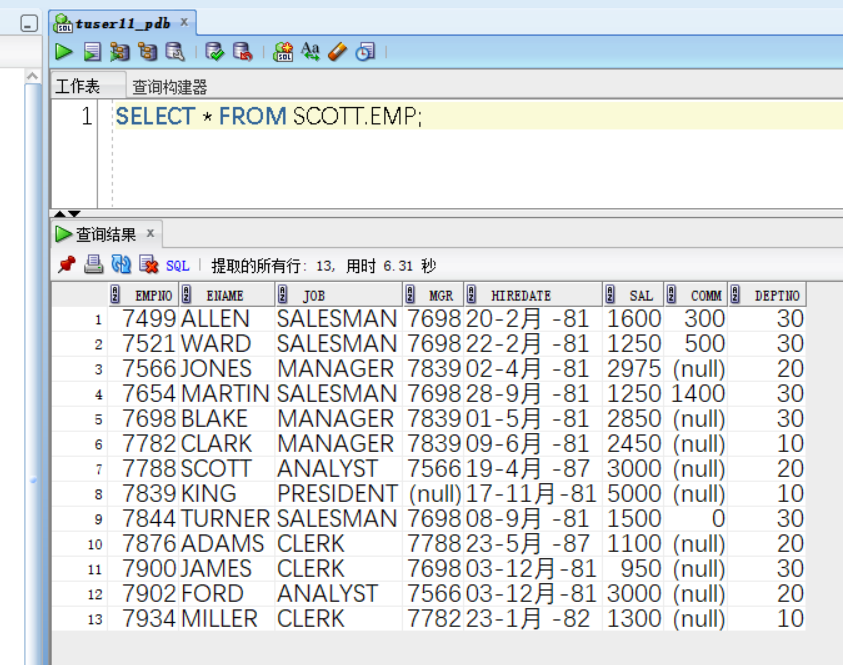 tuser11_pdb
工作表 查询构建器
1 SELECT * FROM SCOTT.EMP;
查询结果
SQL | 提取的所有行: 13, 用时 6.31 秒
EMPNO ENAME JOB MGR HIREDATE SAL COMM DEPTNO
1 7499 ALLEN SALESMAN 7698 20-2月 -81 1600 300 30
2 7521 WARD SALESMAN 7698 22-2月 -81 1250 500 30
3 7566 JONES MANAGER 7839 02-4月 -81 2975 (null) 20
4 7654 MARTIN SALESMAN 7698 28-9月 -81 1250 1400 30
5 7698 BLAKE MANAGER 7839 01-5月 -81 2850 (null) 30
6 7782 CLARK MANAGER 7839 09-6月 -81 2450 (null) 10
7 7788 SCOTT ANALYST 7566 19-4月 -87 3000 (null) 20
8 7839 KING PRESIDENT (null) 17-11月-81 5000 (null) 10
9 7844 TURNER SALESMAN 7698 08-9月 -81 1500 0 30
10 7876 ADAMS CLERK 7788 23-5月 -87 1100 (null) 20
11 7900 JAMES CLERK 7698 03-12月-81 950 (null) 30
12 7902 FORD ANALYST 7566 03-12月-81 3000 (null) 20
13 7934 MILLER CLERK 7782 23-1月 -82 1300 (null) 10